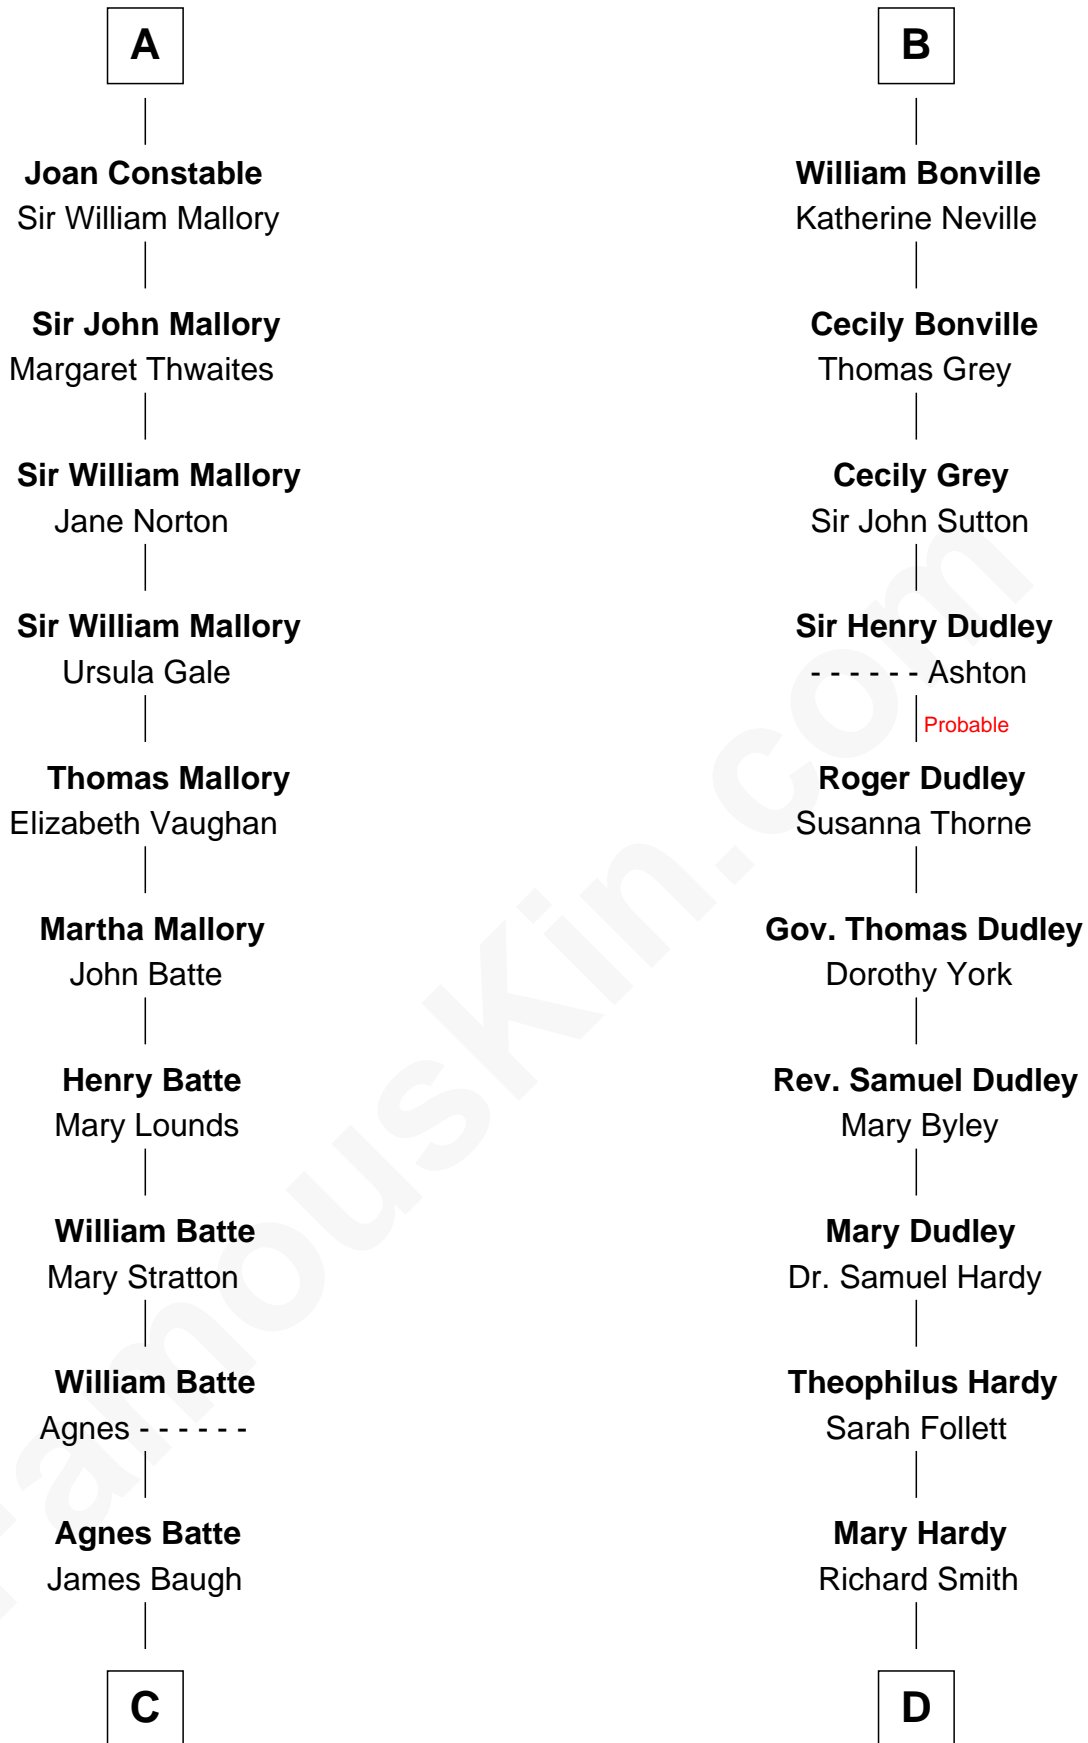 A
Joan Constable
Sir William Mallory
Sir John Mallory
Margaret Thwaites
Sir William Mallory
Jane Norton
Sir William Mallory
Ursula Gale
Thomas Mallory
Elizabeth Vaughan
Martha Mallory
John Batte
Henry Batte
Mary Lounds
William Batte
Mary Stratton
William Batte
Agnes - - - - - -
Agnes Batte
James Baugh
C
B
William Bonville
Katherine Neville
Cecily Bonville
Thomas Grey
Cecily Grey
Sir John Sutton
Sir Henry Dudley
- - - - - - Ashton
Probable
Roger Dudley
Susanna Thorne
Gov. Thomas Dudley
Dorothy York
Rev. Samuel Dudley
Mary Byley
Mary Dudley
Dr. Samuel Hardy
Theophilus Hardy
Sarah Follett
Mary Hardy
Richard Smith
D
FamousKin.com